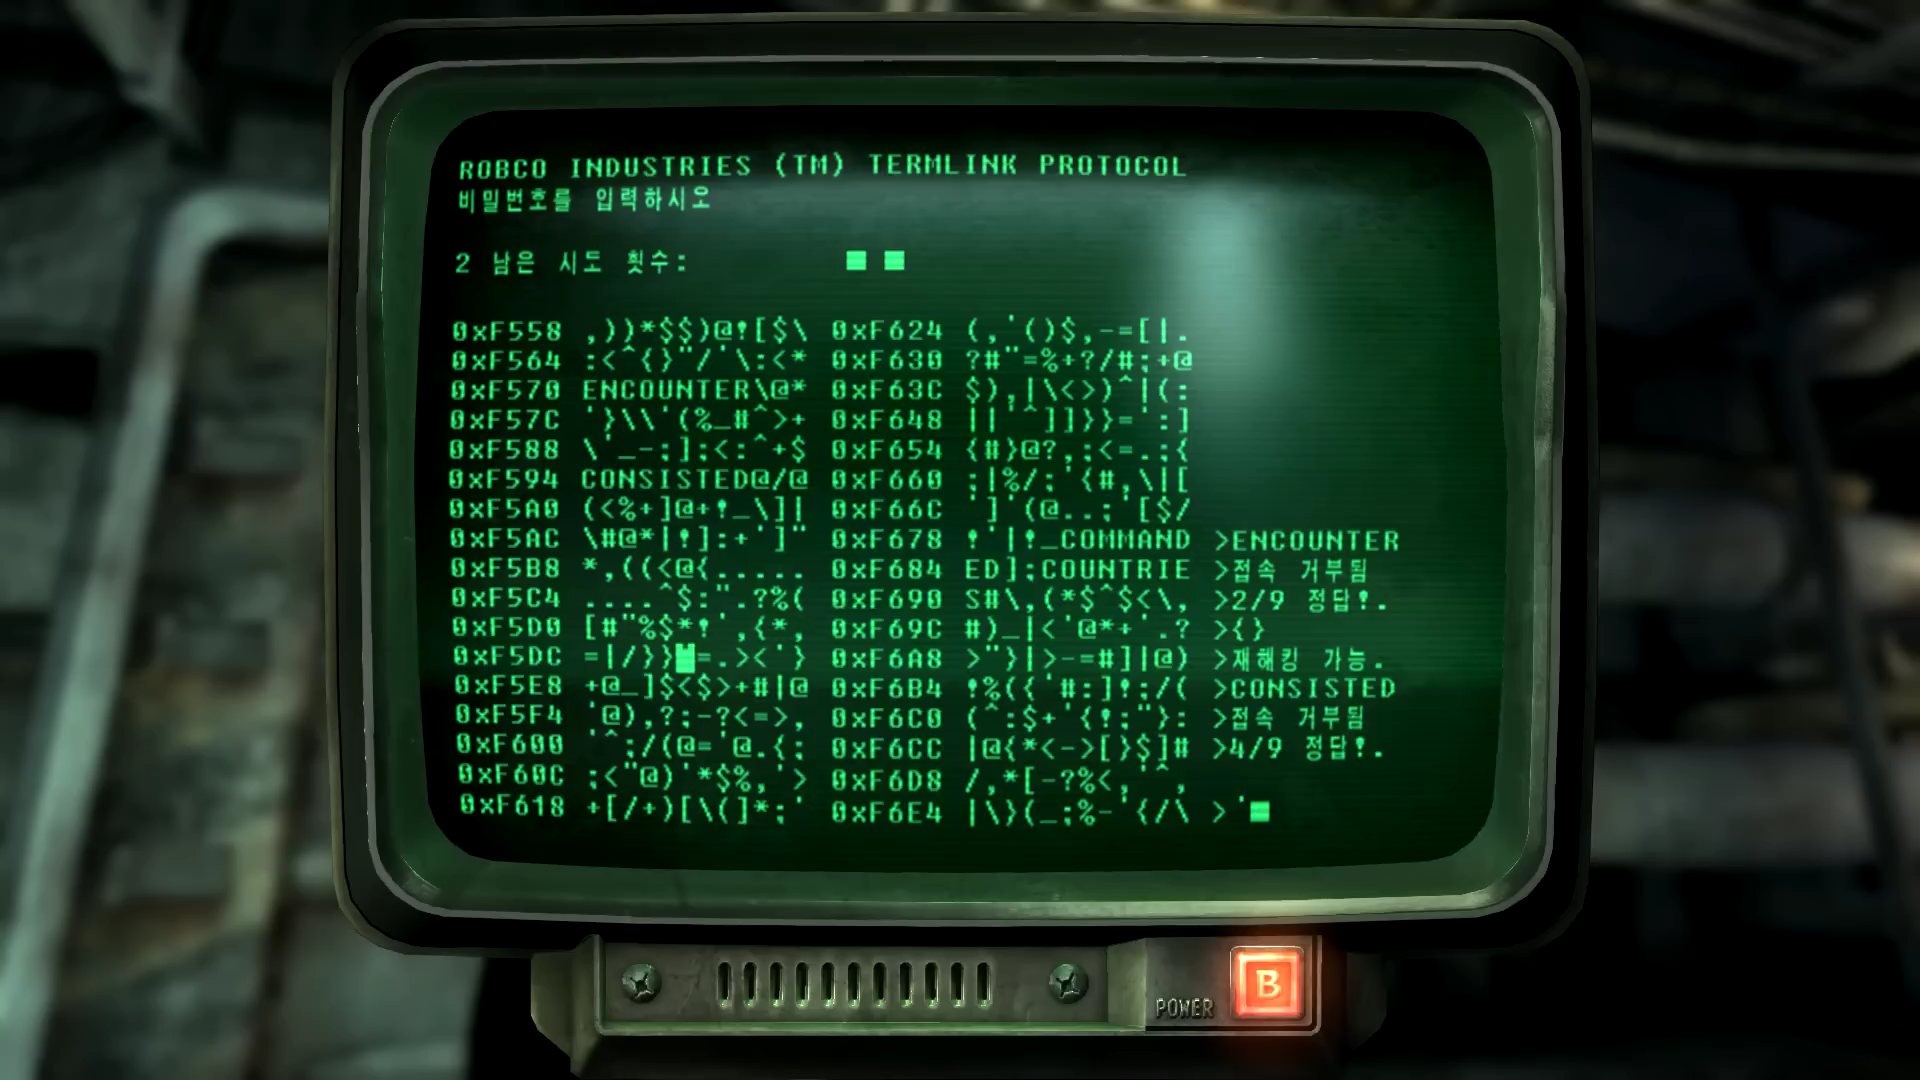 ROBCO INDUSTRIES (TM) TERMLINK PROTOCOL
비밀번호를 입력하시오
2 남은 시도 횟수:
0xF558 ,))*$$)@![$\ 0xF624 (,'()$,-=[|.
0xF564 :<^{}"/'\:<* 0xF630 ?#"=%+?/#;+@
0xF570 ENCOUNTER\@* 0xF63C $),|\<>)^|(:
0xF57C '}\\'(%_#^>+ 0xF648 ||'^]]}}=':]
0xF588 \'_-;];<:^+$ 0xF654 {#}@?,;<=.;{
0xF594 CONSISTED@/@ 0xF660 ;|%/;'{#,\|[
0xF5A0 (<%+]@+!_\]| 0xF66C ']'(@..;'[$/
0xF5AC \#@*|!]:+']" 0xF678 !'|!_COMMAND >ENCOUNTER
0xF5B8 *,((<@{..... 0xF684 ED];COUNTRIE >접속 거부됨
0xF5C4 ....^$:".?%( 0xF690 S#\,(*$^$<\, >2/9 정답!.
0xF5D0 [#"%$*!',{*, 0xF69C #)_|<'@*+'.? >{}
0xF5DC =|/}}'=.><'} 0xF6A8 >"}|>-=#]|@) >재해킹 가능.
0xF5E8 +@_]$<$>+#|@ 0xF6B4 !%({'#:]!;/( >CONSISTED
0xF5F4 '@),?;-?<=>, 0xF6C0 (^:$+'{!;"}: >접속 거부됨
0xF600 '^;/(@='@.{; 0xF6CC |@{*<->[}$]# >4/9 정답!.
0xF60C ;<"@)'*$%,'> 0xF6D8 /,*[-?%<,'^,
0xF618 +[/+)[\(]*;' 0xF6E4 |\}(_;%-'{/\ >'
POWER
B